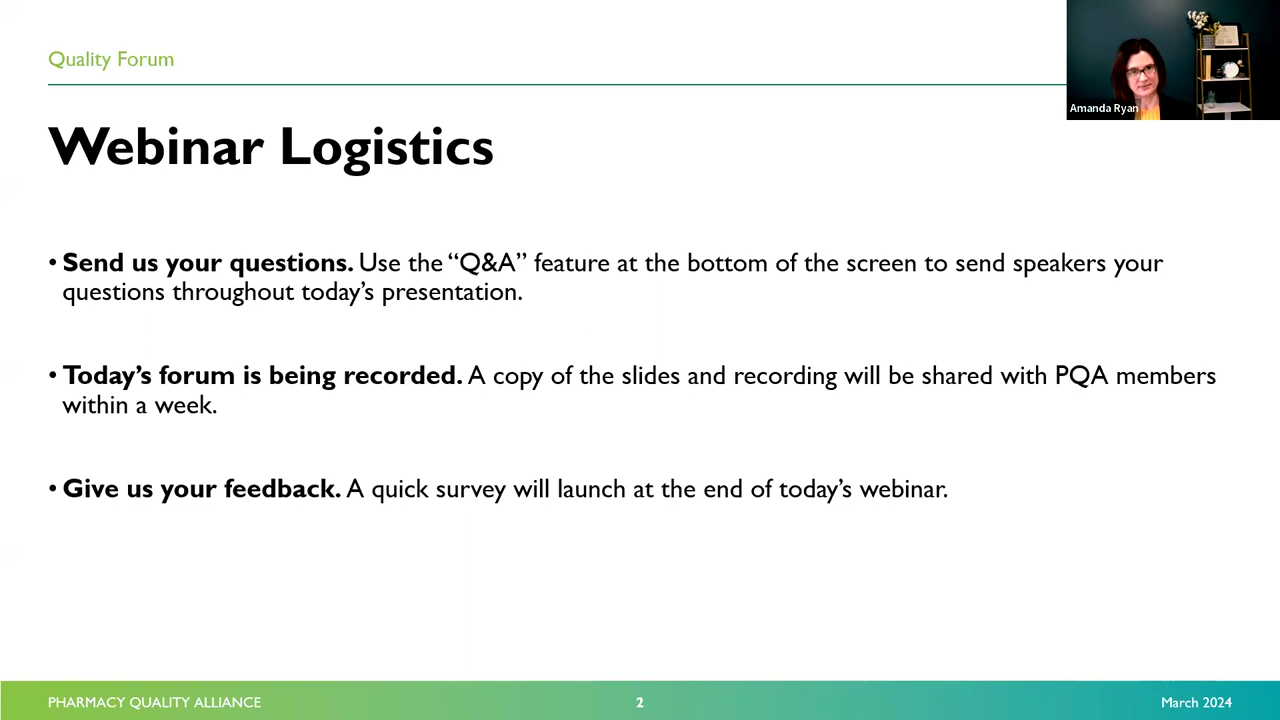 Quality Forum
Amanda Ryan
Webinar Logistics
• Send us your questions. Use the “Q&A” feature at the bottom of the screen to send speakers your
questions throughout today’s presentation.
• Today’s forum is being recorded. A copy of the slides and recording will be shared with PQA members
within a week.
• Give us your feedback. A quick survey will launch at the end of today’s webinar.
PHARMACY QUALITY ALLIANCE
2
March 2024